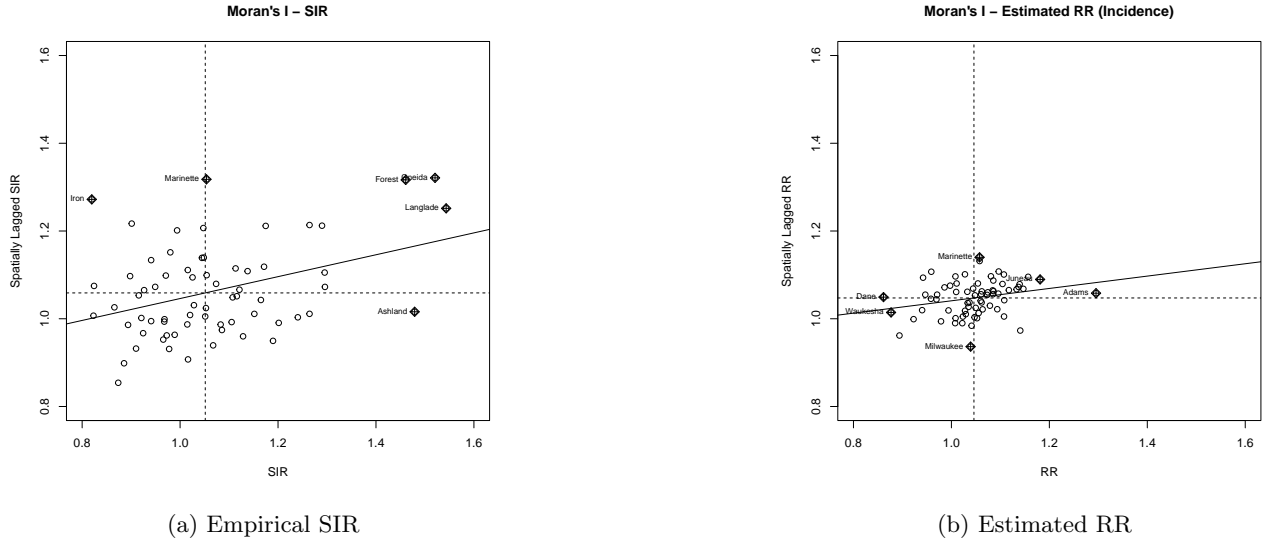 Moran's I – SIR
Spatially Lagged SIR
1.6
1.4
1.2
1.0
0.8
Marinette
Forest
Iron
Langlade
Ashland
0.8 1.0 1.2 1.4 1.6
SIR
(a) Empirical SIR
Moran's I – Estimated RR (Incidence)
Spatially Lagged RR
1.6
1.4
1.2
1.0
0.8
Marinette
Juneau
Dane
Adams
Waukesha
Milwaukee
0.8 1.0 1.2 1.4 1.6
RR
(b) Estimated RR